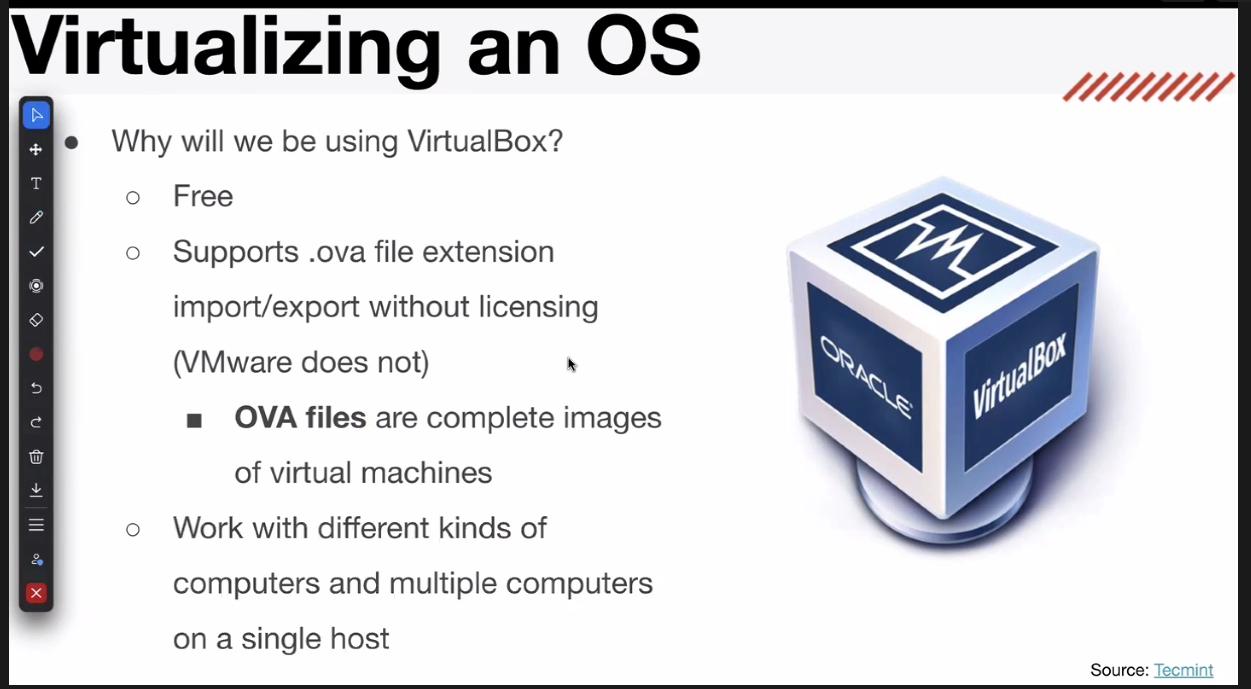 Virtualizing an OS
● Why will we be using VirtualBox?
○ Free
○ Supports .ova file extension
import/export without licensing
(VMware does not)
■ OVA files are complete images
of virtual machines
○ Work with different kinds of
computers and multiple computers
on a single host
ORACLE
VirtualBox
Source: Tecmint